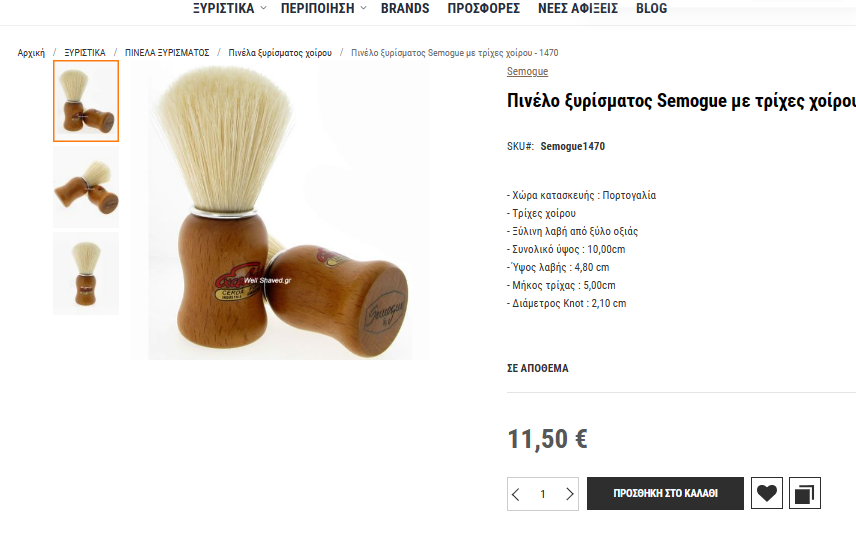 ΞΥΡΙΣΤΙΚΑ ΠΕΡΙΠΟΙΗΣΗ BRANDS ΠΡΟΣΦΟΡΕΣ ΝΕΕΣ ΑΦΙΞΕΙΣ BLOG
Αρχική / ΞΥΡΙΣΤΙΚΑ / ΠΙΝΕΛΑ ΞΥΡΙΣΜΑΤΟΣ / Πινέλα ξυρίσματος χοίρου / Πινέλο ξυρίσματος Semogue με τρίχες χοίρου - 1470
Semogue
Πινέλο ξυρίσματος Semogue με τρίχες χοίρου
SKU#: Semogue1470
- Χώρα κατασκευής : Πορτογαλία
- Τρίχες χοίρου
- Ξύλινη λαβή από ξύλο οξιάς
- Συνολικό ύψος : 10,00cm
- Ύψος λαβής : 4,80 cm
- Μήκος τρίχας : 5,00cm
- Διάμετρος Knot : 2,10 cm
Well Shaved.gr
CERDA
Semogue
ΣΕ ΑΠΟΘΕΜΑ
11,50 €
1
ΠΡΟΣΘΗΚΗ ΣΤΟ ΚΑΛΑΘΙ